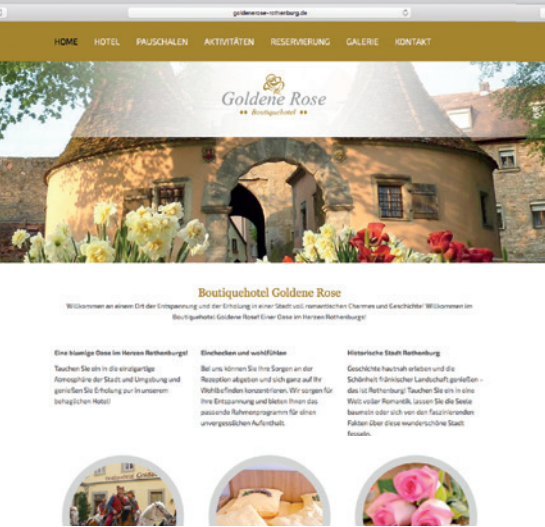 goldenerose-rothenburg.de
HOME HOTEL PAUSCHALEN AKTIVITÄTEN RESERVIERUNG GALERIE KONTAKT
Goldene Rose
Boutiquehotel
Boutiquehotel Goldene Rose
Willkommen an einem Ort der Entspannung und der Erholung in einer Stadt voll romantischen Charmes und Geschichte! Willkommen im
Boutiquehotel Goldene Rose! Einer Oase im Herzen Rothenburgs!
Eine blumige Oase im Herzen Rothenburgs!
Tauchen Sie ein in die einzigartige
Atmosphäre der Stadt und Umgebung und
genießen Sie Erholung pur in unserem
behaglichen Hotel!
Einchecken und wohlfühlen
Bei uns können Sie Ihre Sorgen an der
Rezeption abgeben und sich ganz auf Ihr
Wohlbefinden konzentrieren. Wir sorgen für
Ihre Entspannung und bieten Ihnen das
passende Rahmenprogramm für einen
unvergesslichen Aufenthalt.
Historische Stadt Rothenburg
Geschichte hautnah erleben und die
Schönheit fränkischer Landschaft genießen -
das ist Rothenburg! Tauchen Sie ein in eine
Welt voller Romantik, lassen Sie die Seele
baumeln oder sich von den faszinierenden
Fakten über diese wunderschöne Stadt
fesseln.